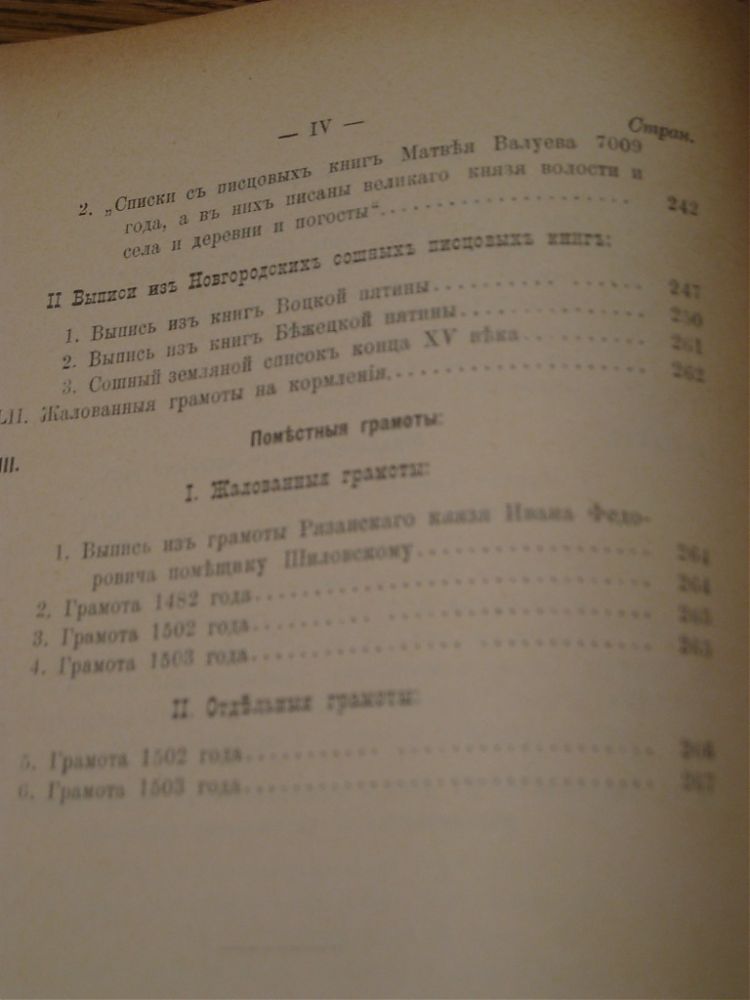 — IV —
Стран.
2. „Списки съ писцовыхъ книгъ Матвѣя Валуева 7009
года, а въ нихъ писаны великаго князя волости и
села и деревни и погосты“ 242
II Выписи изъ Новгородскихъ сошныхъ писцовыхъ книгъ:
1. Выпись изъ книгъ Воцкой пятины 247
2. Выпись изъ книгъ Бѣжецкой пятины 250
3. Сошный земляной списокъ конца XV вѣка 261
LII. Жалованныя грамоты на кормленія 262
III.
Помѣстныя грамоты:
I. Жалованныя грамоты:
1. Выпись изъ грамоты Рязанскаго князя Ивана Федо-
ровича помѣщику Шиловскому 264
2. Грамота 1482 года 264
3. Грамота 1502 года 265
4. Грамота 1503 года 265
II. Отдѣльныя грамоты:
5. Грамота 1502 года 266
6. Грамота 1503 года 267